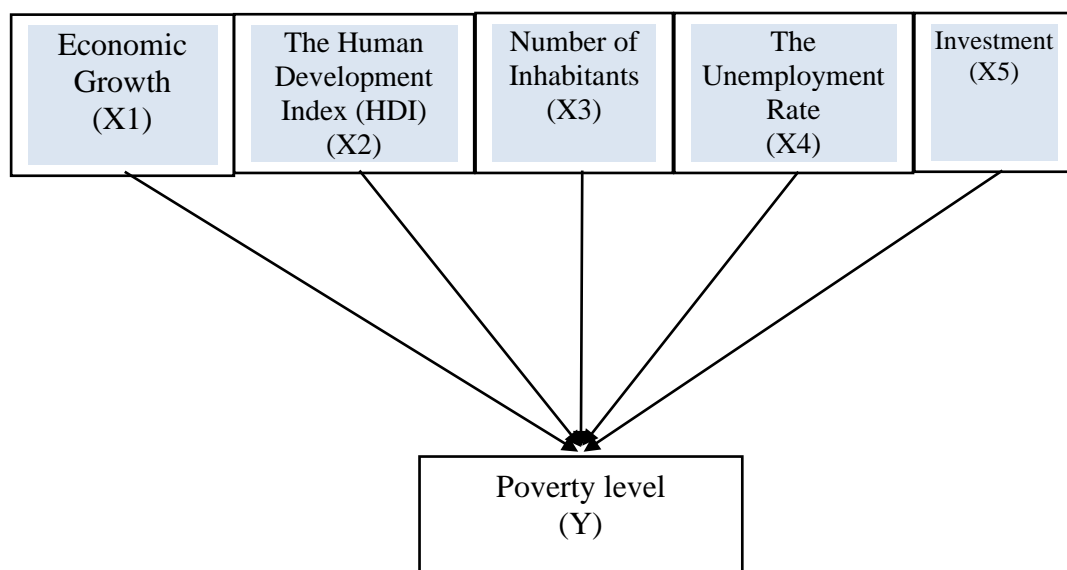 Economic
Growth
(X1)
The Human
Development
Index (HDI)
(X2)
Number of
Inhabitants
(X3)
The
Unemployment
Rate
(X4)
Investment
(X5)
Poverty level
(Y)